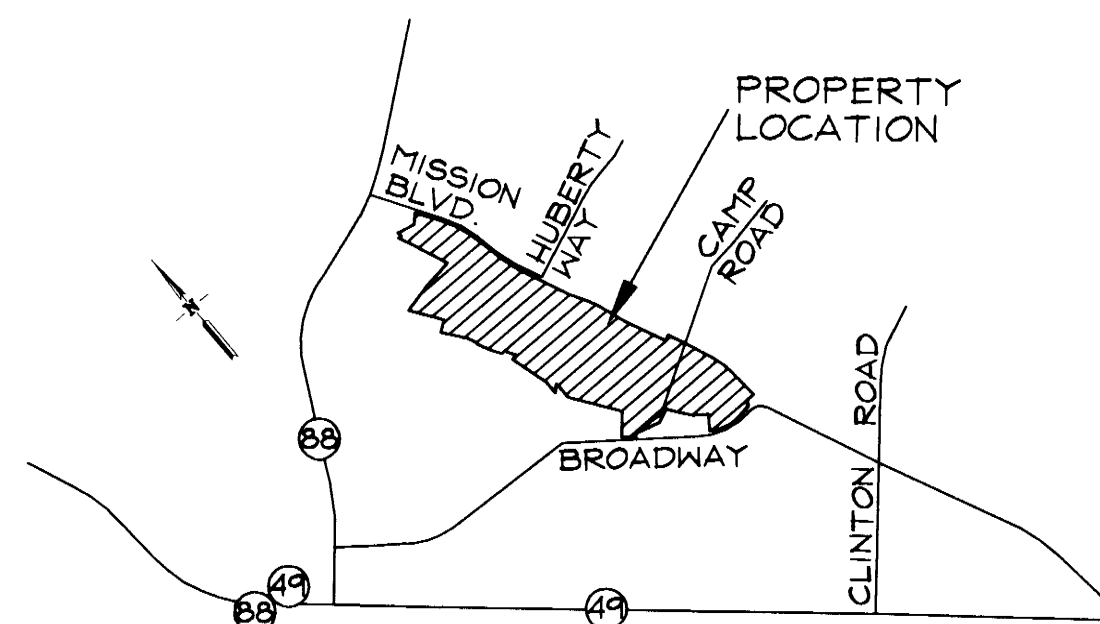 PROPERTY
LOCATION
MISSION
BLVD.
HUBERTY
WAY
CAMP
ROAD
N
CLINTON ROAD
88
BROADWAY
49
88
49